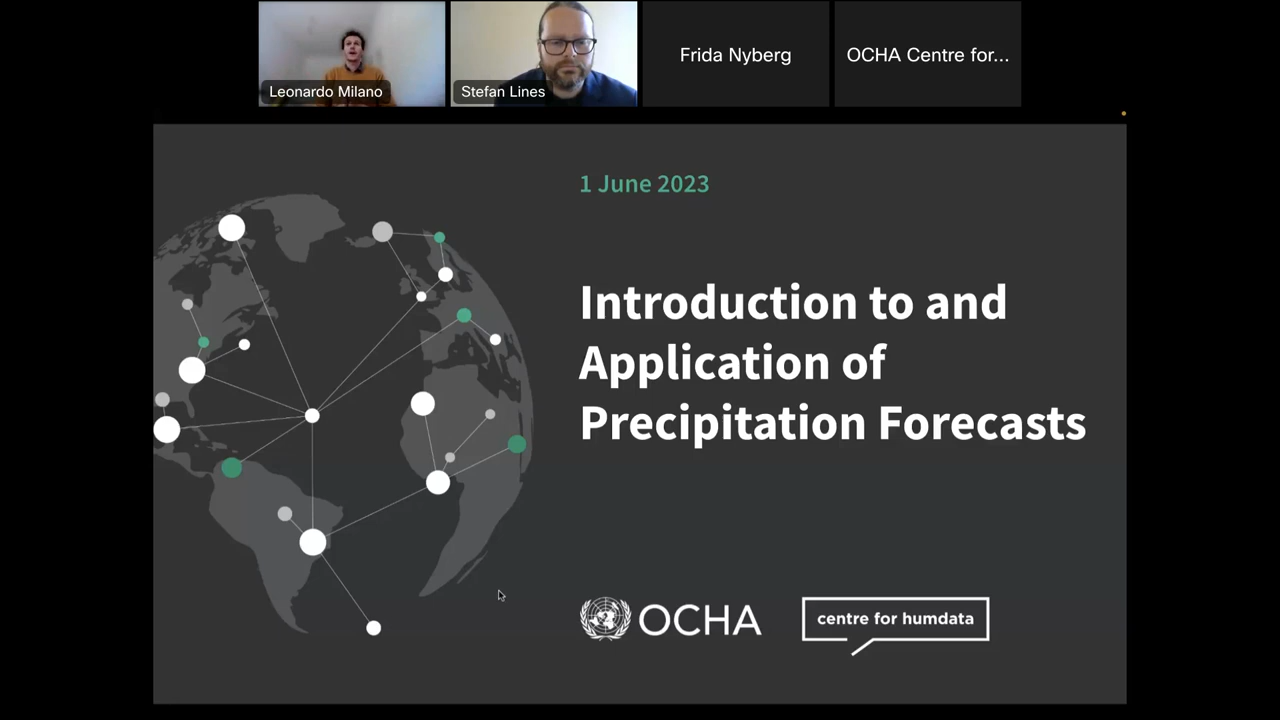 Leonardo Milano
Stefan Lines
Frida Nyberg
OCHA Centre for...
1 June 2023
Introduction to and
Application of
Precipitation Forecasts
OCHA
centre for humdata